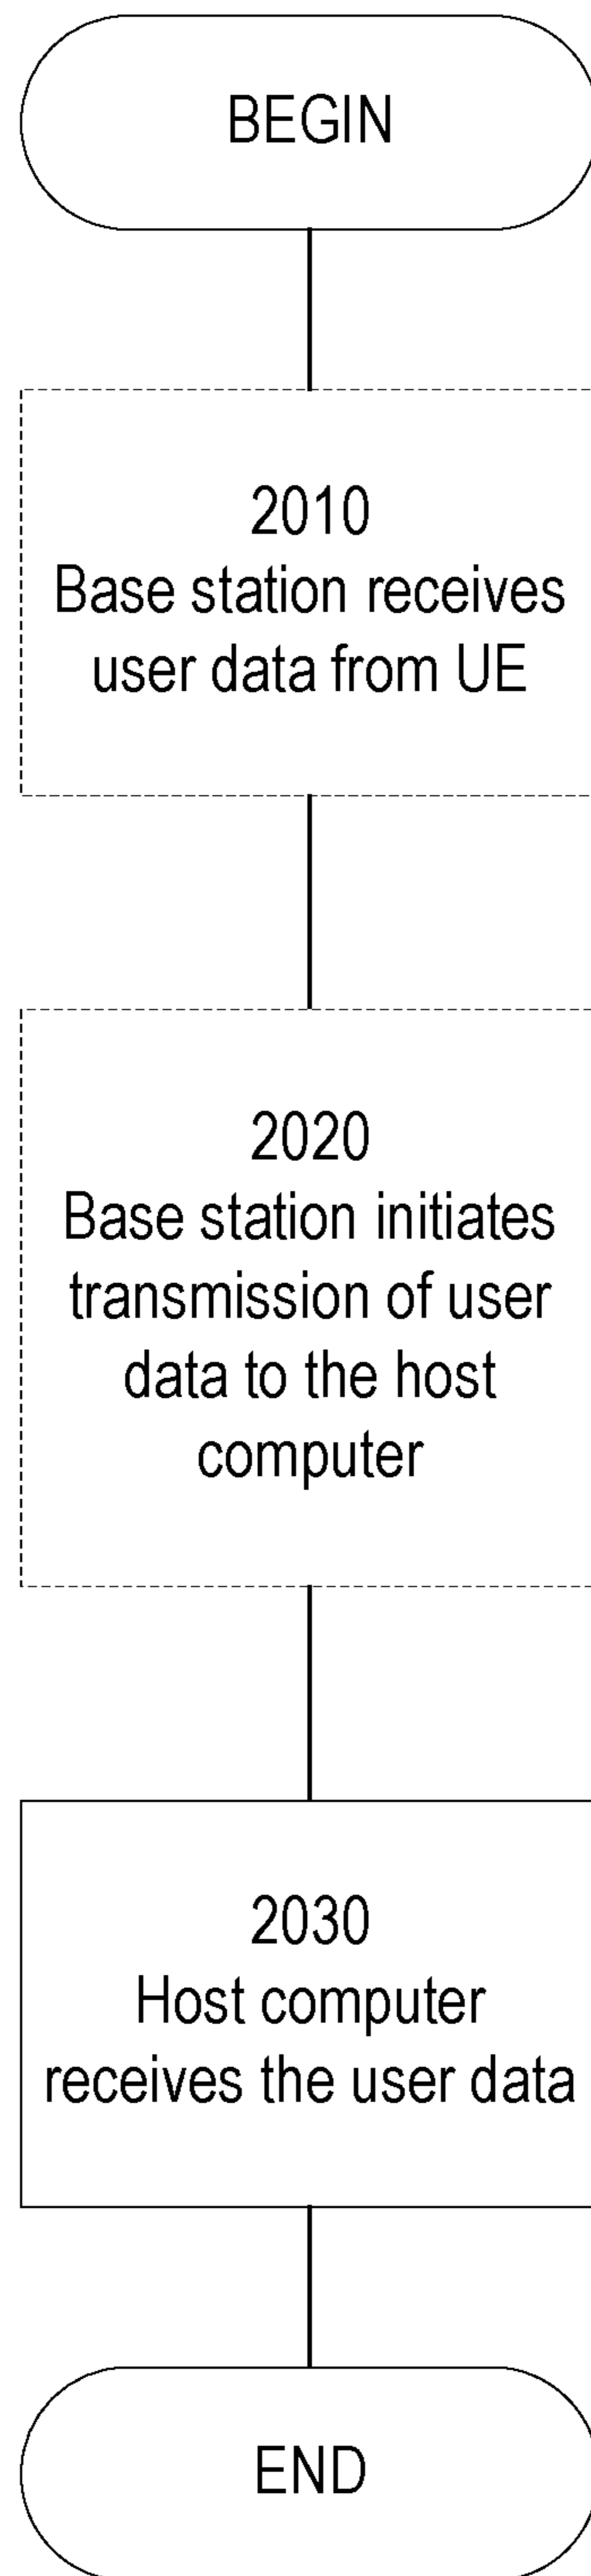 BEGIN
2010
Base station receives
user data from UE
2020
Base station initiates
transmission of user
data to the host
computer
2030
Host computer
receives the user data
END